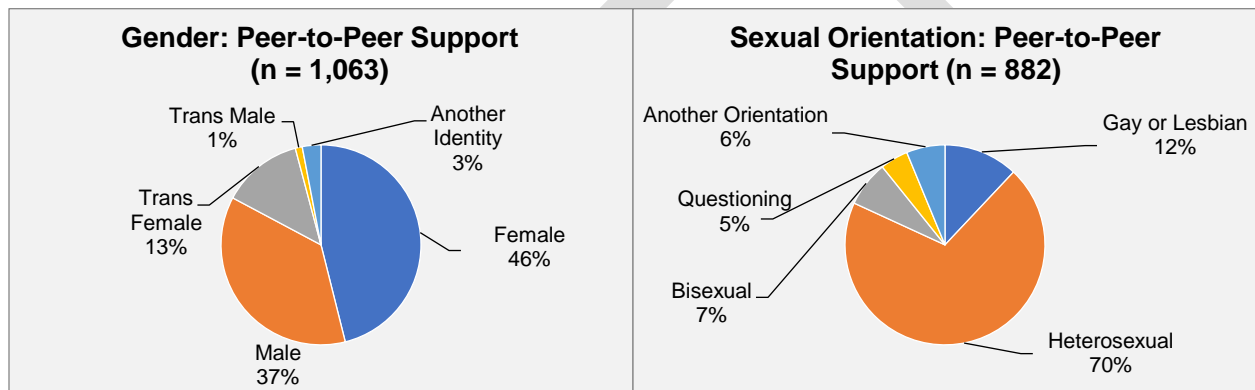 Gender: Peer-to-Peer Support
(n = 1,063)
Trans Male
1%
Another
Identity
3%
Trans
Female
13%
Female
46%
Male
37%
Sexual Orientation: Peer-to-Peer
Support (n = 882)
Another Orientation
6%
Gay or Lesbian
12%
Questioning
5%
Bisexual
7%
Heterosexual
70%